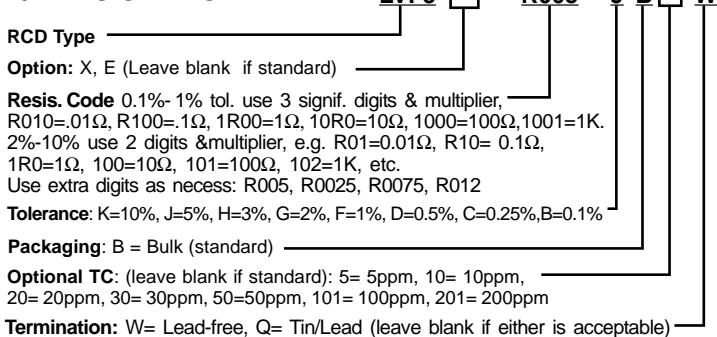 RCD Type
Option: X, E (Leave blank if standard)
Resis. Code 0.1%- 1% tol. use 3 signif. digits & multiplier,
R010=.01Ω, R100=.1Ω, 1R00=1Ω, 10R0=10Ω, 1000=100Ω,1001=1K.
2%-10% use 2 digits &multiplier, e.g. R01=0.01Ω, R10= 0.1Ω,
1R0=1Ω, 100=10Ω, 101=100Ω, 102=1K, etc.
Use extra digits as necess: R005, R0025, R0075, R012
Tolerance: K=10%, J=5%, H=3%, G=2%, F=1%, D=0.5%, C=0.25%,B=0.1%
Packaging: B = Bulk (standard)
Optional TC: (leave blank if standard): 5= 5ppm, 10= 10ppm,
20= 20ppm, 30= 30ppm, 50=50ppm, 101= 100ppm, 201= 200ppm
Termination: W= Lead-free, Q= Tin/Lead (leave blank if either is acceptable)